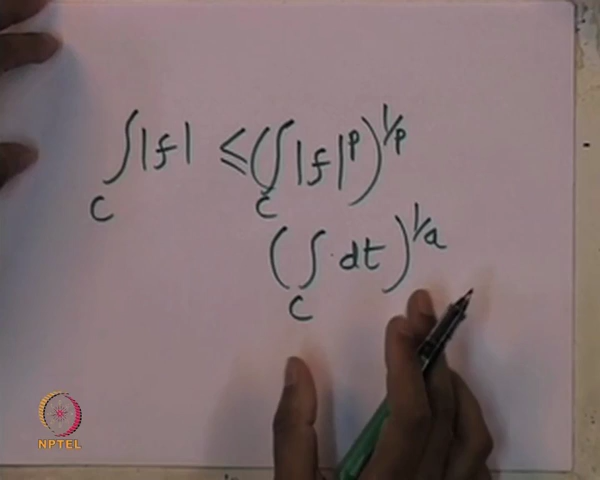 ∫_C |f| ≤ (∫_C |f|^p)^{1/p}
(∫_C dt)^{1/q}
NPTEL